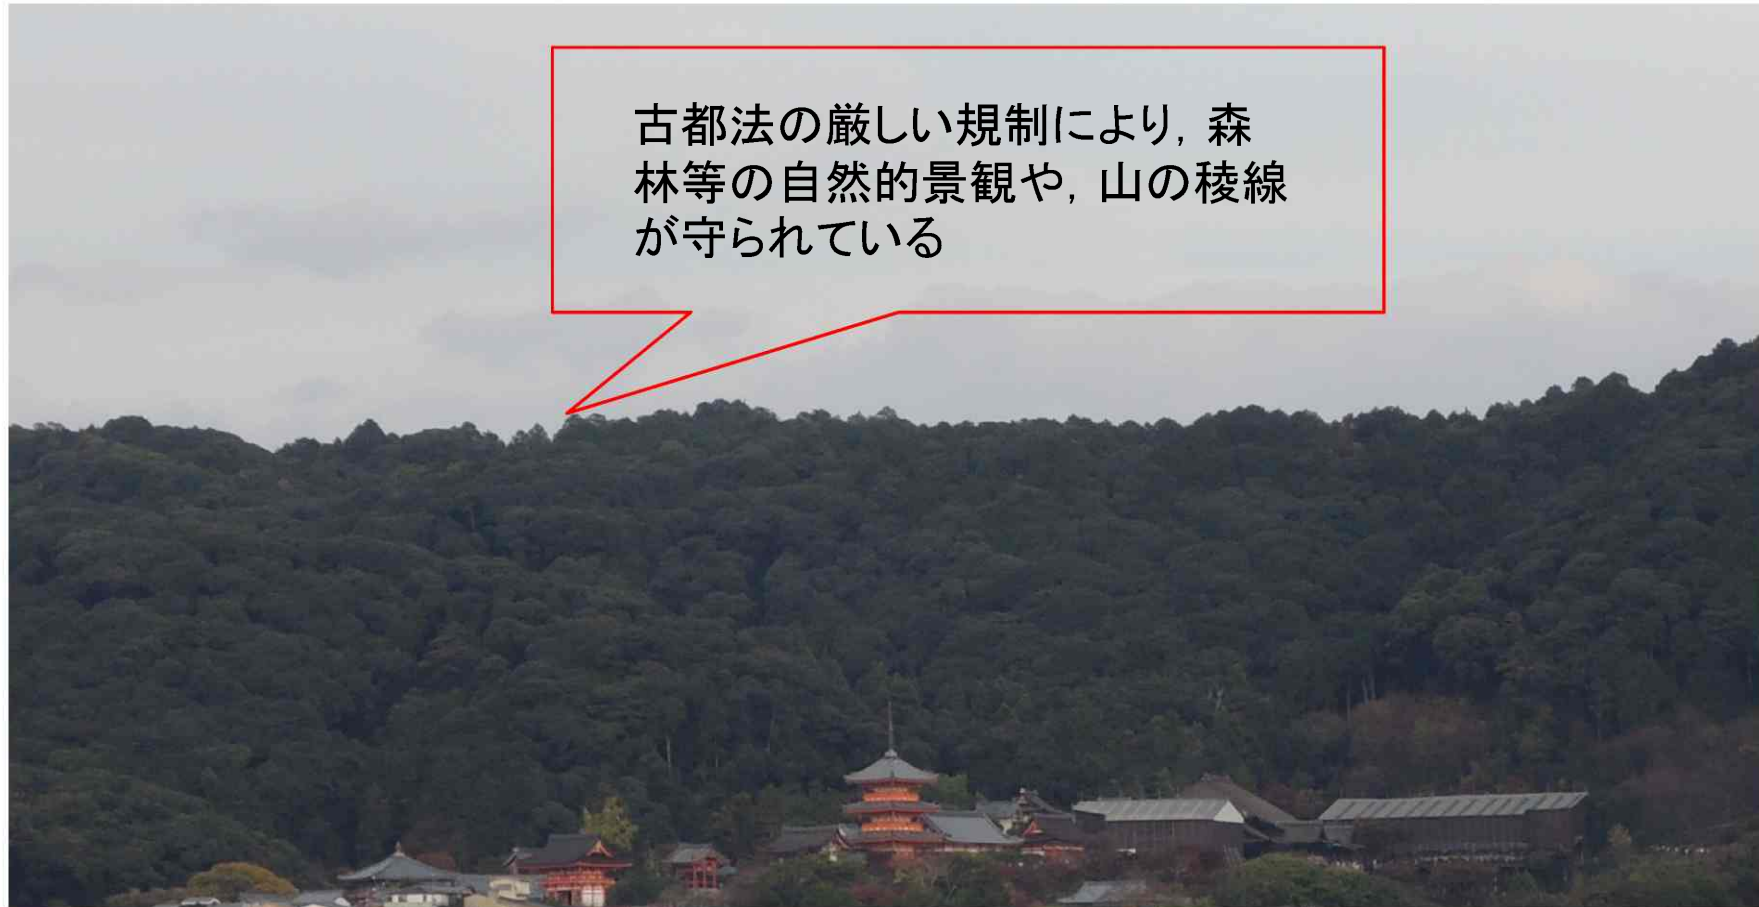 古都法の厳しい規制により, 森
林等の自然的景観や, 山の稜線
が守られている